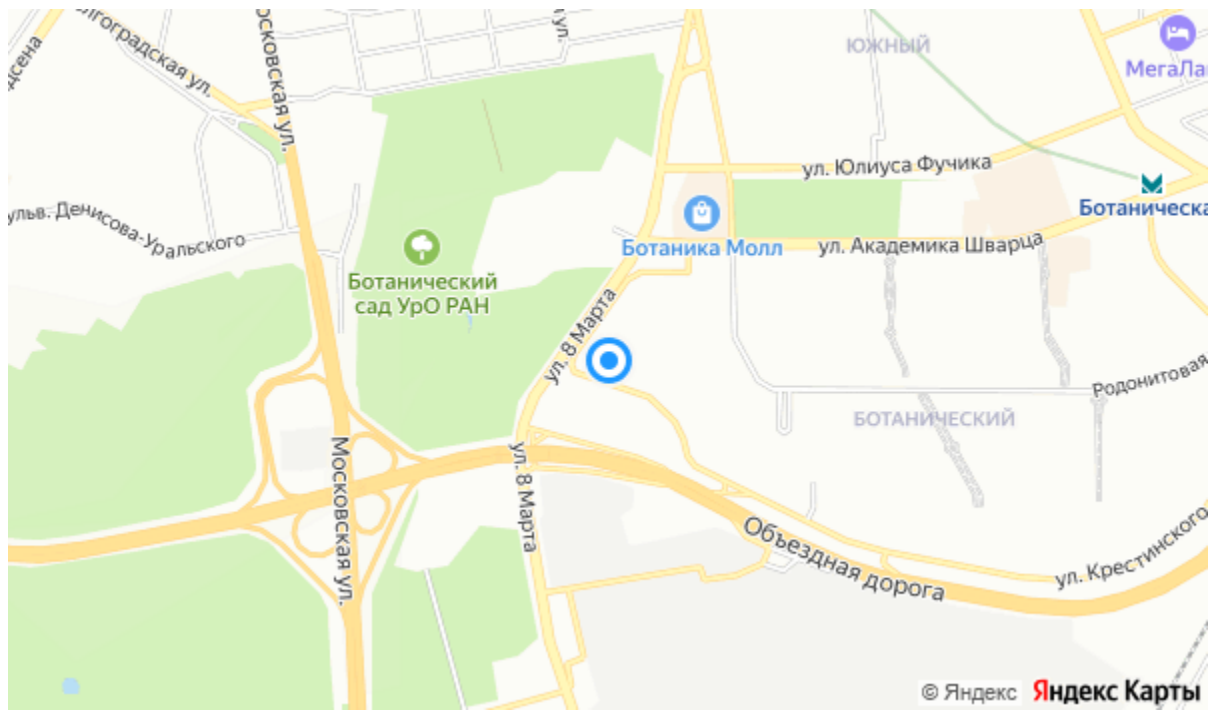 ЮЖНЫЙ
МегаЛа
ул. Юлиуса Фучика
Ботаническа
Ботаника Молл
ул. Академика Шварца
Денисова-Уральского
Ботанический
сад УрО РАН
ул. 8 Марта
Родонитовая
БОТАНИЧЕСКИЙ
Московская ул.
ул. 8 Марта
Объездная дорога
ул. Крестинского
© Яндекс Яндекс Карты